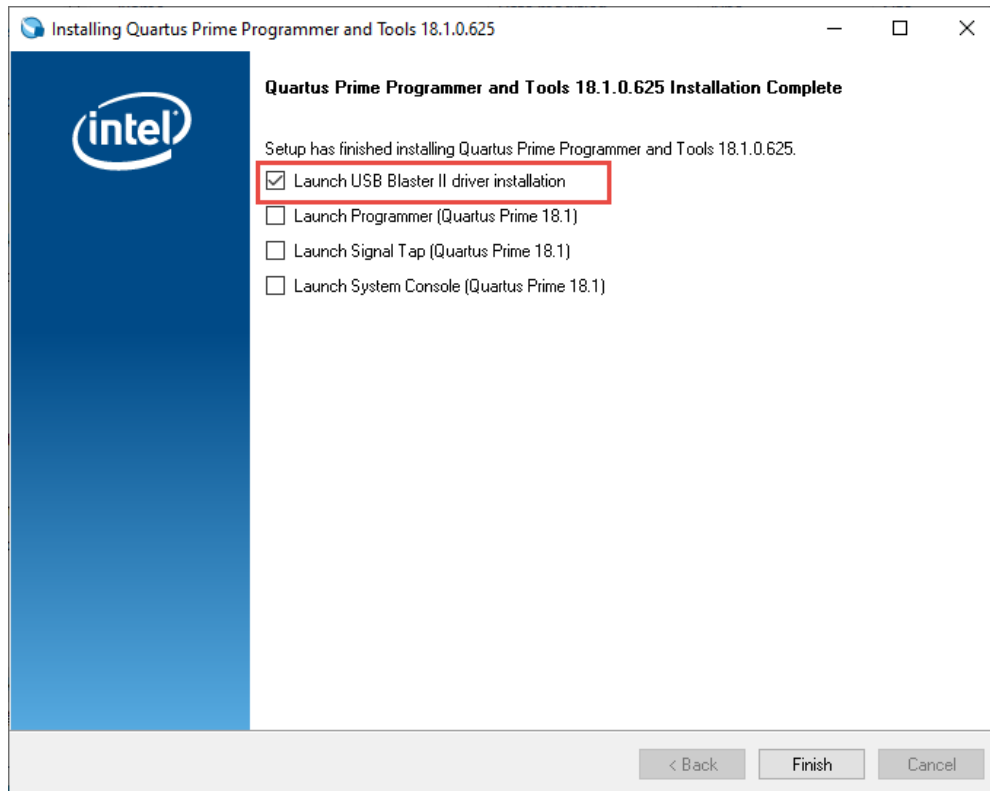 Installing Quartus Prime Programmer and Tools 18.1.0.625
intel
Quartus Prime Programmer and Tools 18.1.0.625 Installation Complete
Setup has finished installing Quartus Prime Programmer and Tools 18.1.0.625.
Launch USB Blaster II driver installation
Launch Programmer (Quartus Prime 18.1)
Launch Signal Tap (Quartus Prime 18.1)
Launch System Console (Quartus Prime 18.1)
< Back
Finish
Cancel